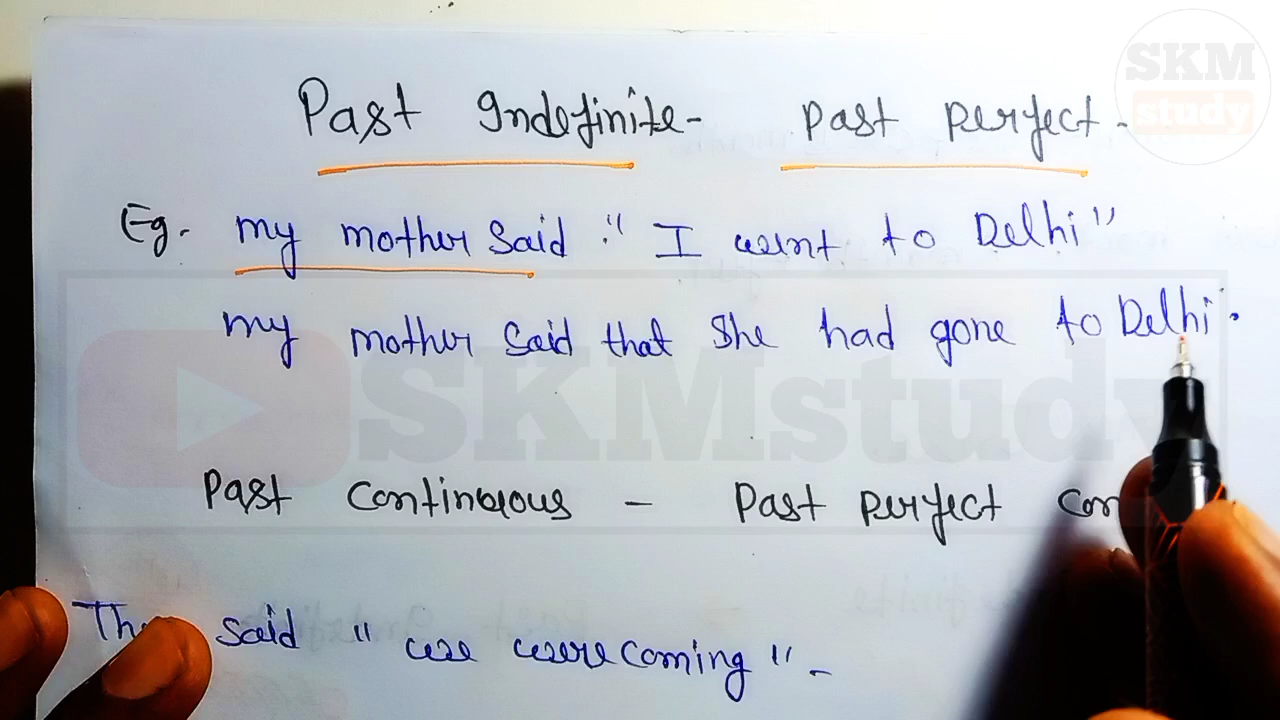 SKM
study
Past Indefinite - Past Perfect -
Eg. my mother said :" I went to Delhi"
my mother said that she had gone to Delhi.
SKMstudy
Past Continuous - Past Perfect
said " we were coming" -